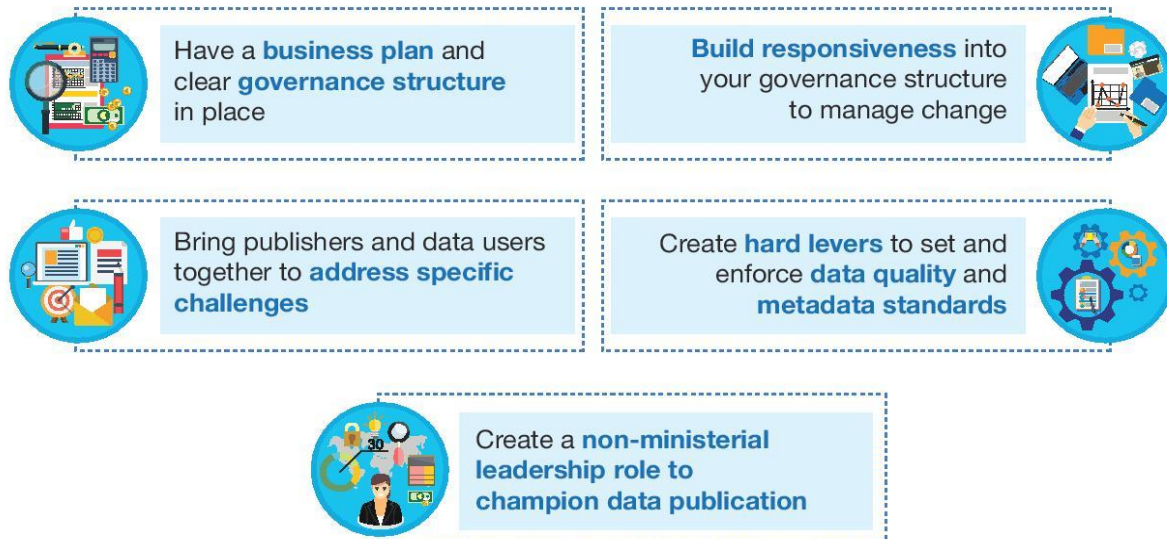 Have a business plan and
clear governance structure
in place
Build responsiveness into
your governance structure
to manage change
Bring publishers and data users
together to address specific
challenges
Create hard levers to set and
enforce data quality and
metadata standards
30
Create a non-ministerial
leadership role to
champion data publication